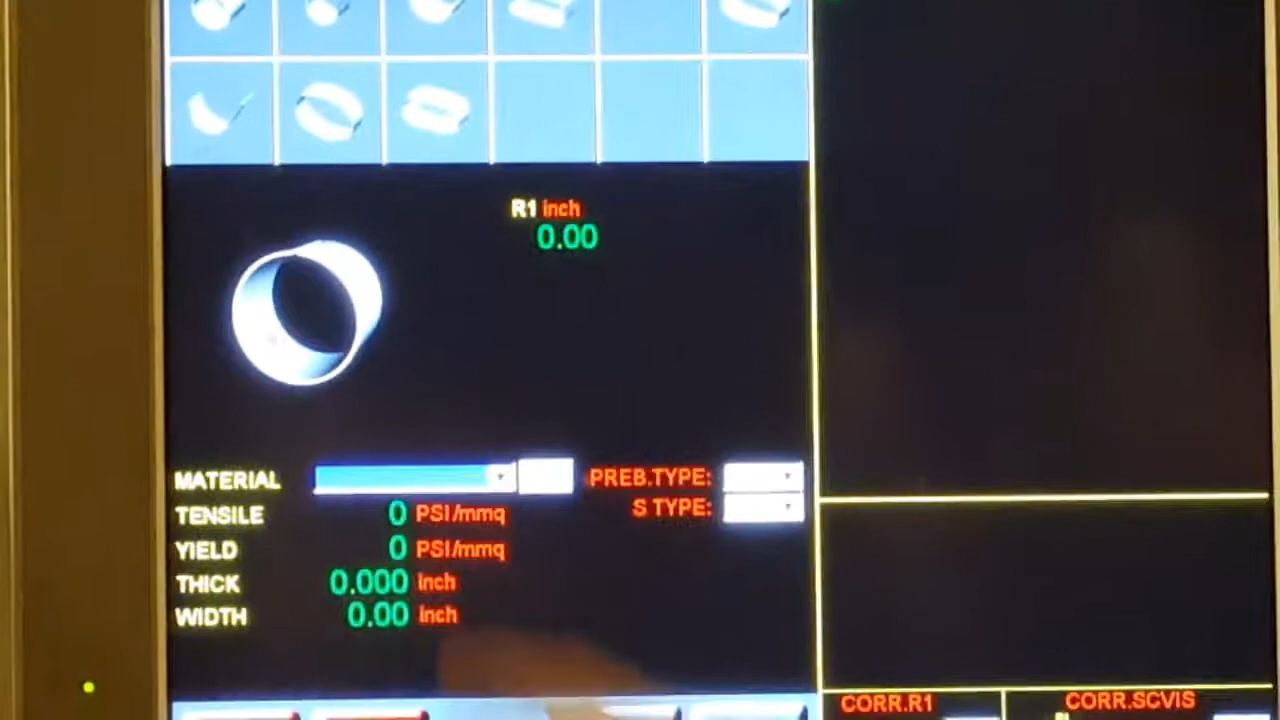 R1 inch
0.00
MATERIAL
PREB.TYPE:
S TYPE:
TENSILE 0 PSI/mmq
YIELD 0 PSI/mmq
THICK 0.000 inch
WIDTH 0.00 inch
CORR.R1
CORR.SCVIS